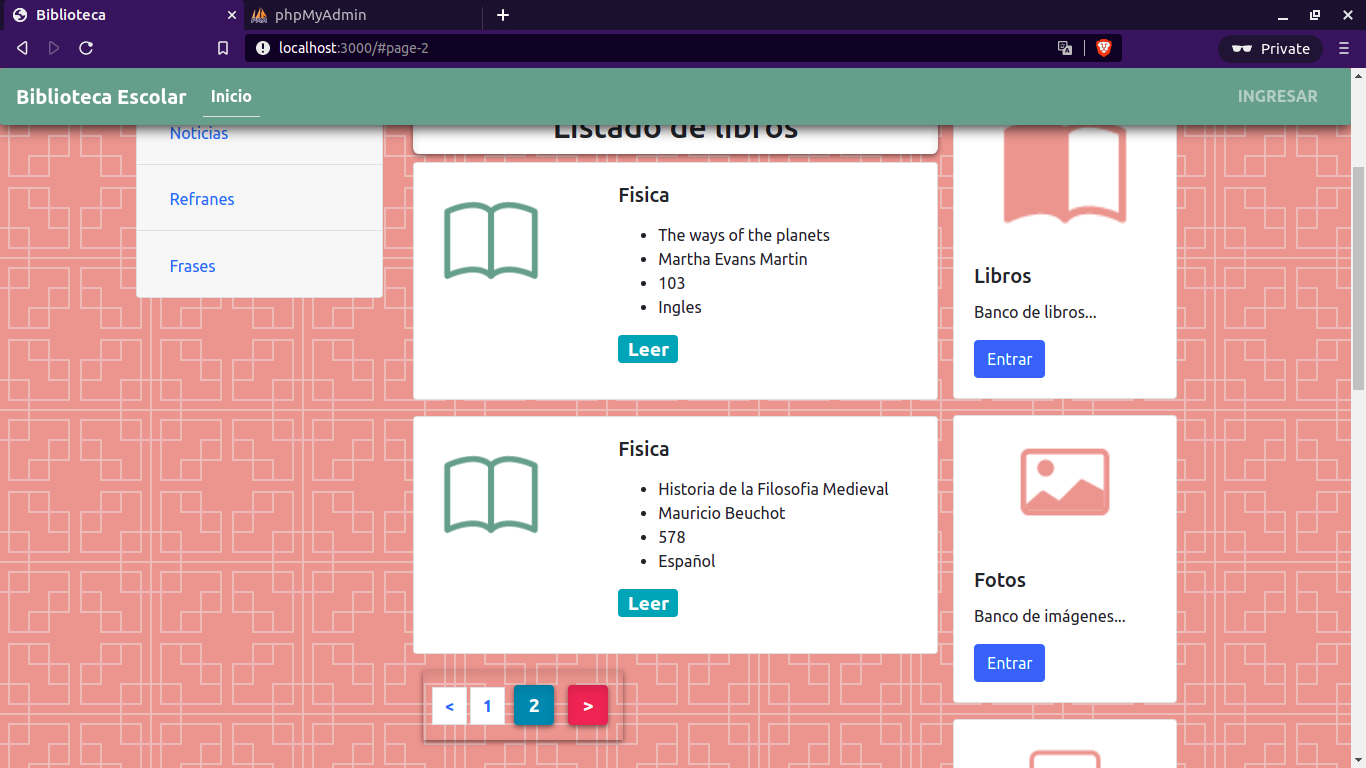 Biblioteca
phpMyAdmin
localhost:3000/#page-2
Private
Biblioteca Escolar
Inicio
INGRESAR
Noticias
Refranes
Frases
Listado de libros
Fisica
The ways of the planets
Martha Evans Martin
103
Ingles
Leer
Fisica
Historia de la Filosofia Medieval
Mauricio Beuchot
578
Español
Leer
< 1 2 >
Libros
Banco de libros...
Entrar
Fotos
Banco de imágenes...
Entrar